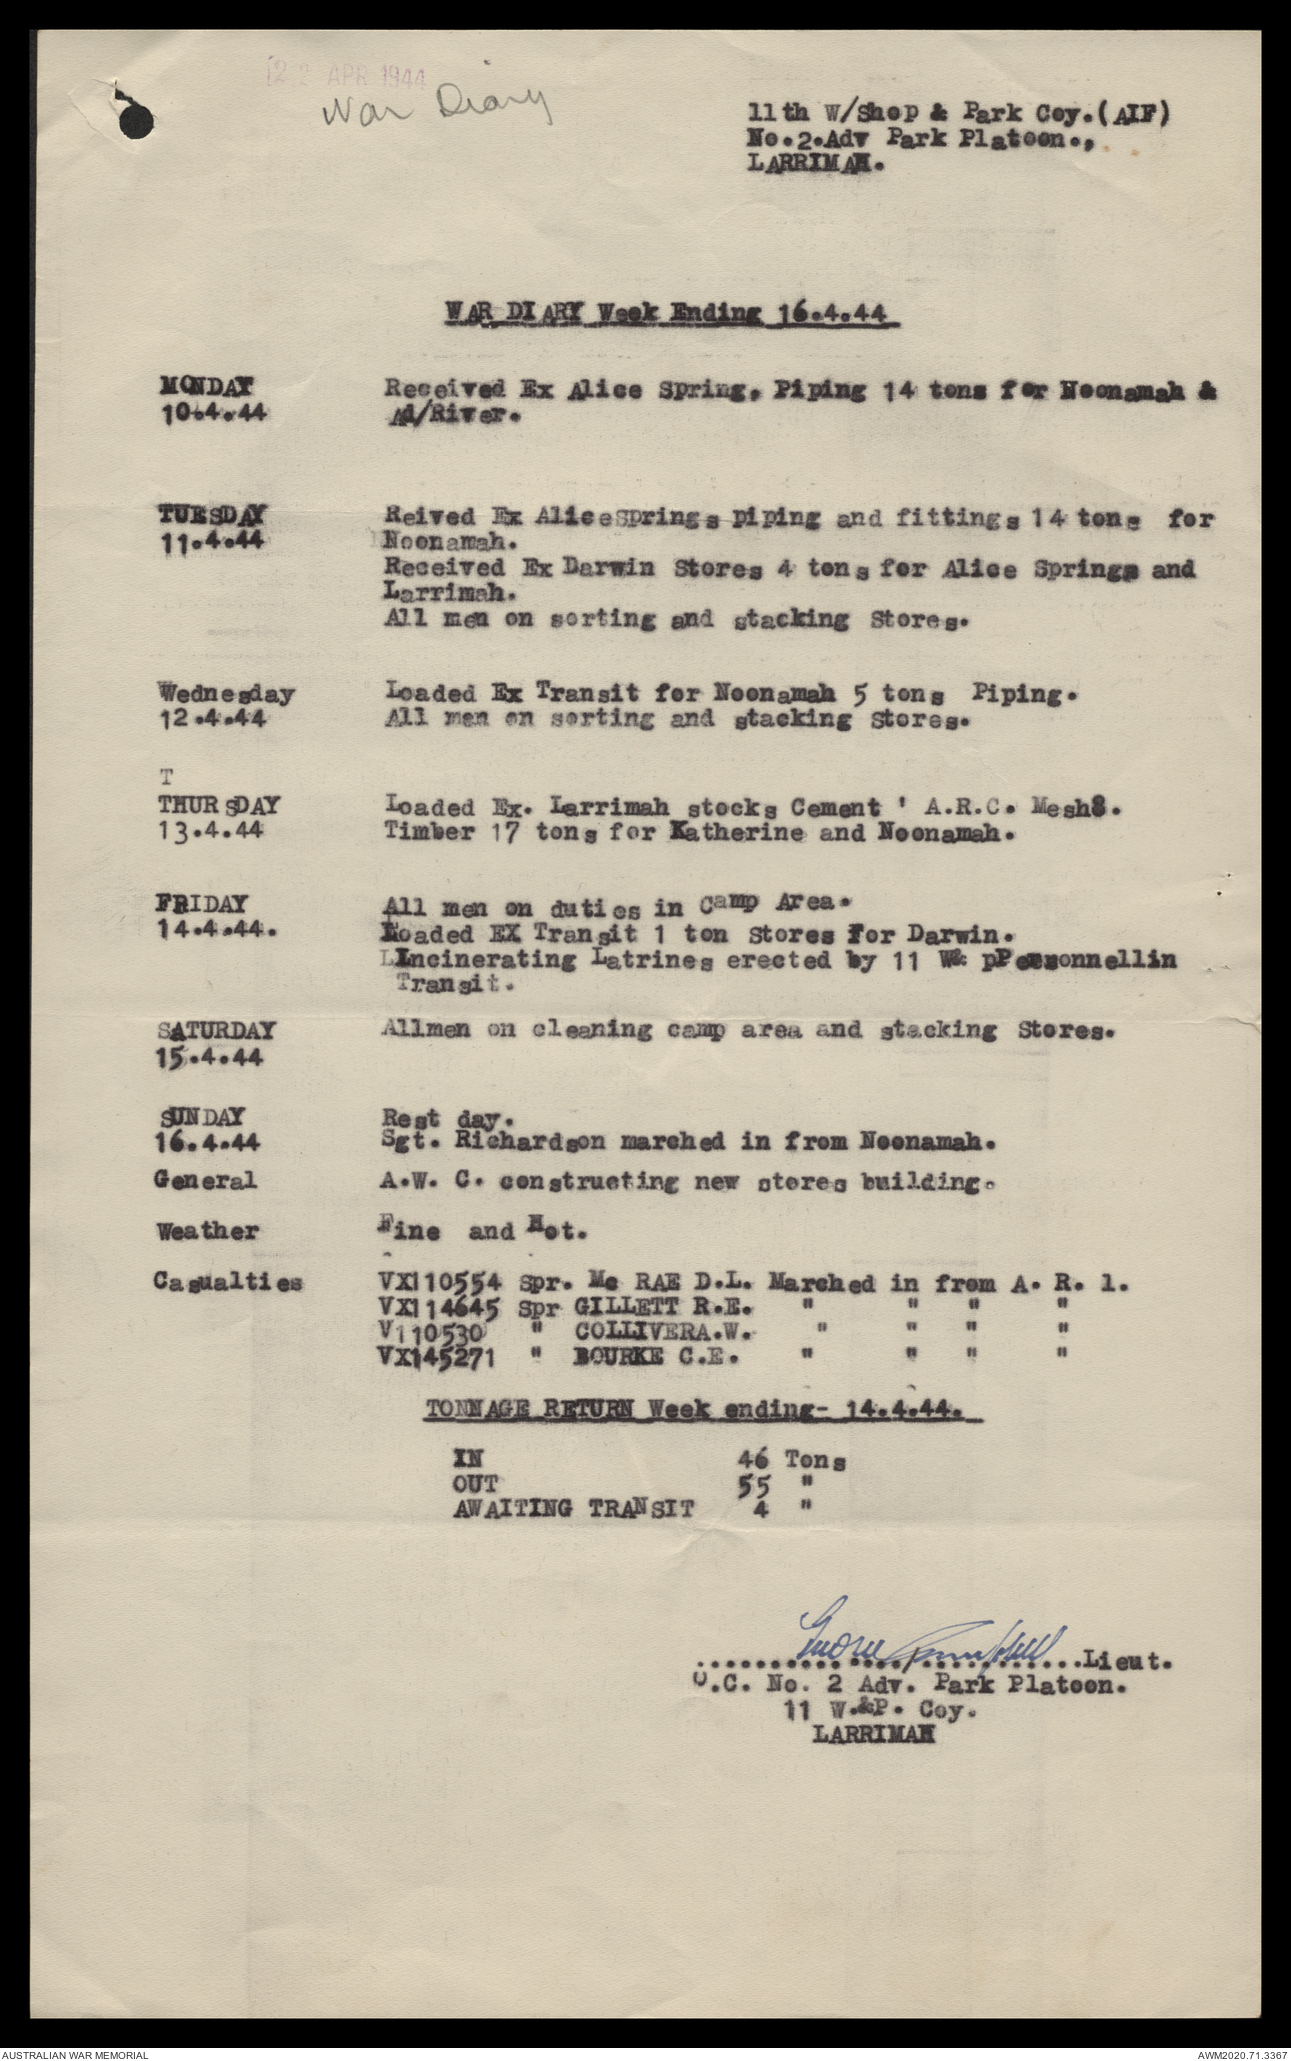 22 APR 1944
War Diary
11th W/Shop & Park Coy.(AIF)
No.2.Adv Park Platoon.,
LARRIMAH.
WAR DIARY Week Ending 16.4.44
MONDAY Received Ex Alice Spring, Piping 14 tons for Noonamah &
10.4.44 Ad/River.
TUESDAY Reived Ex AliceSprings piping and fittings 14 tons for
11.4.44 Noonamah.
Received Ex Darwin Stores 4 tons for Alice Springs and
Larrimah.
All men on sorting and stacking Stores.
Wednesday Loaded Ex Transit for Noonamah 5 tons Piping.
12.4.44 All men on sorting and stacking Stores.
T
THURSDAY Loaded Ex. Larrimah stocks Cement ' A.R.C. Mesh&.
13.4.44 Timber 17 tons for Katherine and Noonamah.
FRIDAY All men on duties in Camp Area.
14.4.44. Loaded EX Transit 1 ton Stores For Darwin.
LIncinerating Latrines erected by 11 W& pPersonnellin
Transit.
SATURDAY Allmen on cleaning camp area and stacking Stores.
15.4.44
SUNDAY Rest day.
16.4.44 Sgt. Richardson marched in from Noonamah.
General A.W. C. constructing new stores building.
Weather Fine and Hot.
Casualties VX110554 Spr. Mc RAE D.L. Marched in from A. R. 1.
VX114645 Spr GILLETT R.E. " " " "
V110530 " COLLIVERA.W. " " " "
VX145271 " BOURKE C.E. " " " "
TONNAGE RETURN Week ending- 14.4.44.
IN 46 Tons
OUT 55 "
AWAITING TRANSIT 4 "
George Campbell Lieut.
O.C. No. 2 Adv. Park Platoon.
11 W.&P. Coy.
LARRIMAH
AUSTRALIAN WAR MEMORIAL AWM2020.71.3367